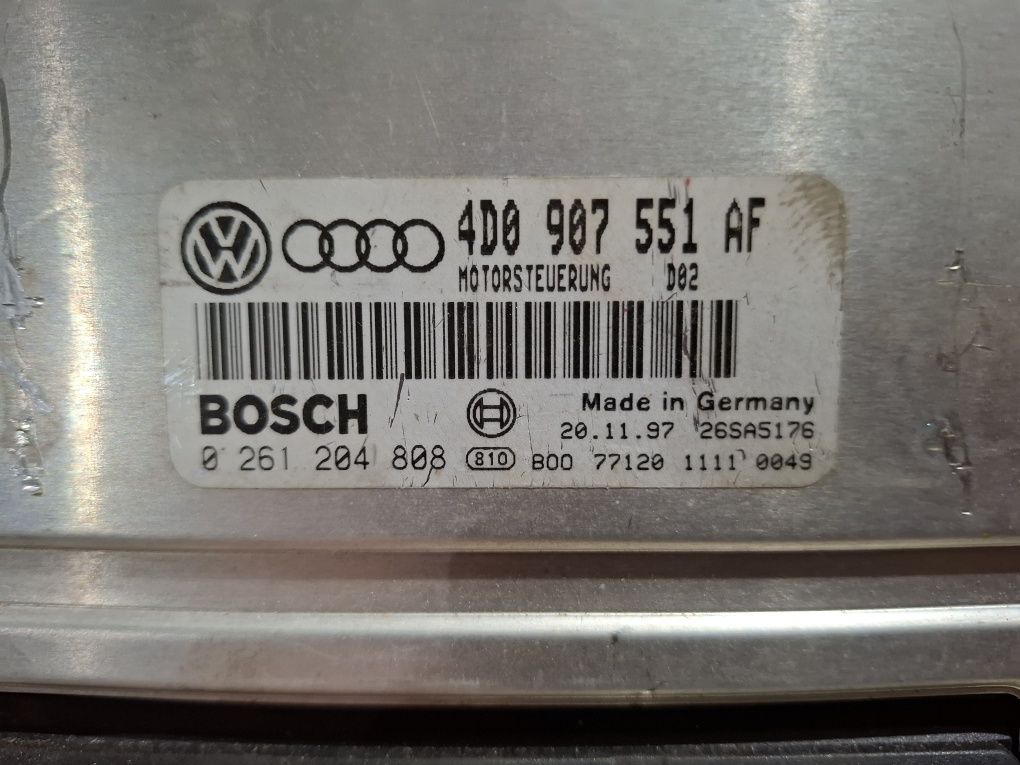 4D0 907 551 AF
MOTORSTEUERUNG D02
BOSCH
Made in Germany
20.11.97 26SA5176
0 261 204 808 810 B00 77120 1111 0049